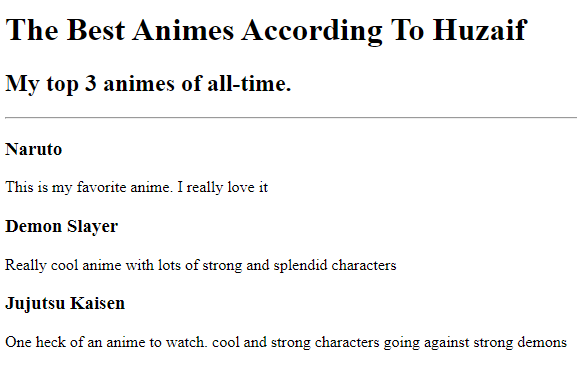 The Best Animes According To Huzaif
My top 3 animes of all-time.
Naruto
This is my favorite anime. I really love it
Demon Slayer
Really cool anime with lots of strong and splendid characters
Jujutsu Kaisen
One heck of an anime to watch. cool and strong characters going against strong demons